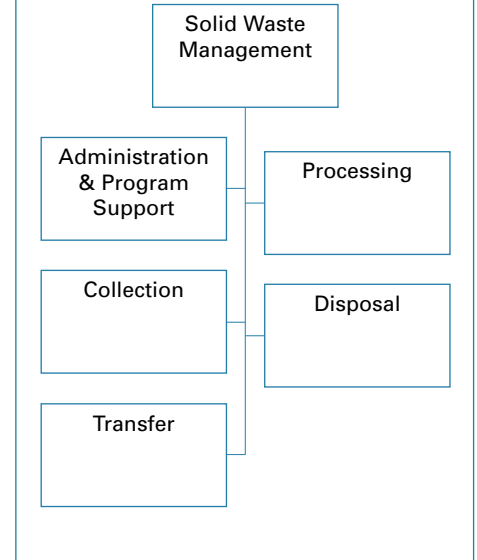 Solid Waste
Management
Administration
& Program
Support
Processing
Collection
Disposal
Transfer